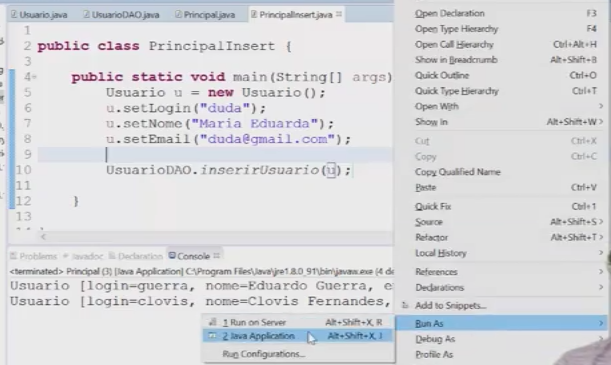 Usuario.java UsuarioDAO.java Principal.java PrincipalInsert.java
1
2 public class PrincipalInsert {
3
4 public static void main(String[] args)
5 Usuario u = new Usuario();
6 u.setLogin("duda");
7 u.setNome("Maria Eduarda");
8 u.setEmail("duda@gmail.com");
9
10 UsuarioDAO.inserirUsuario(u);
11
12 }
13
Problems Javadoc Declaration Console
<terminated> Principal (3) [Java Application] C:\Program Files\Java\jre1.8.0_91\bin\javaw.exe (4 de
Usuario [login=guerra, nome=Eduardo Guerra, e
Usuario [login=clovis, nome=Clovis Fernandes,
1 Run on Server Alt+Shift+X, R
2 Java Application Alt+Shift+X, J
Run Configurations...
Open Declaration F3
Open Type Hierarchy F4
Open Call Hierarchy Ctrl+Alt+H
Show in Breadcrumb Alt+Shift+B
Quick Outline Ctrl+O
Quick Type Hierarchy Ctrl+T
Open With >
Show In Alt+Shift+W >
Cut Ctrl+X
Copy Ctrl+C
Copy Qualified Name
Paste Ctrl+V
Quick Fix Ctrl+1
Source Alt+Shift+S >
Refactor Alt+Shift+T >
Local History >
References >
Declarations >
Add to Snippets...
Run As >
Debug As
Profile As